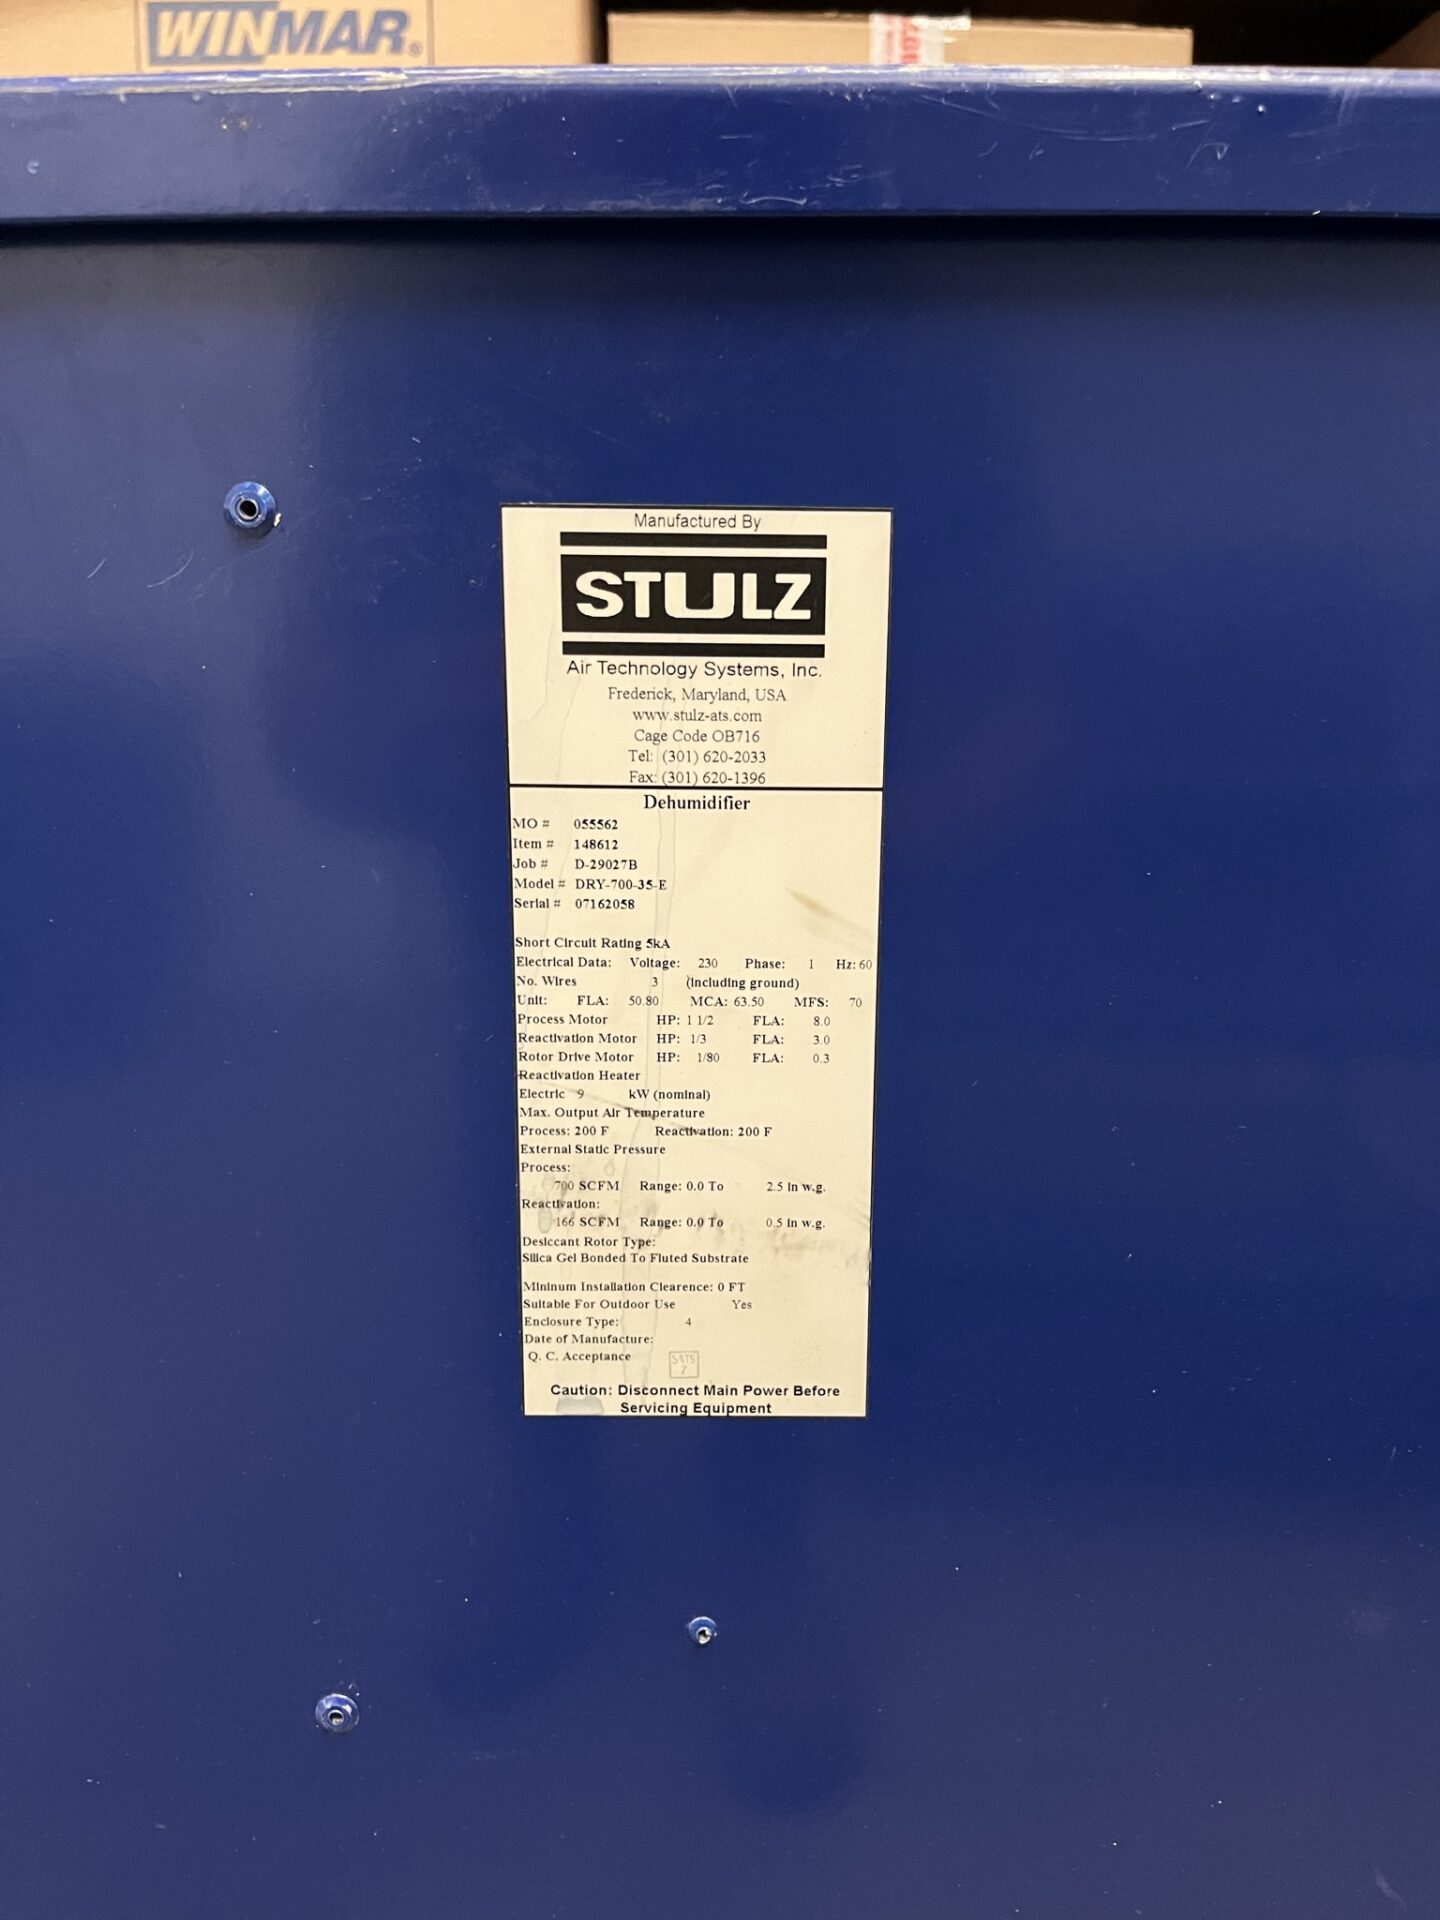 WINMAR®
Manufactured By
STULZ
Air Technology Systems, Inc.
Frederick, Maryland, USA
www.stulz-ats.com
Cage Code OB716
Tel: (301) 620-2033
Fax: (301) 620-1396
Dehumidifier
MO # 055562
Item # 148612
Job # D-29027B
Model # DRY-700-35-E
Serial # 07162058
Short Circuit Rating 5kA
Electrical Data: Voltage: 230 Phase: 1 Hz: 60
No. Wires 3 (including ground)
Unit: FLA: 50.80 MCA: 63.50 MFS: 70
Process Motor HP: 1 1/2 FLA: 8.0
Reactivation Motor HP: 1/3 FLA: 3.0
Rotor Drive Motor HP: 1/80 FLA: 0.3
Reactivation Heater
Electric 9 kW (nominal)
Max. Output Air Temperature
Process: 200 F Reactivation: 200 F
External Static Pressure
Process:
700 SCFM Range: 0.0 To 2.5 in w.g.
Reactivation:
166 SCFM Range: 0.0 To 0.5 in w.g.
Desiccant Rotor Type:
Silica Gel Bonded To Fluted Substrate
Mininum Installation Clearence: 0 FT
Suitable For Outdoor Use Yes
Enclosure Type: 4
Date of Manufacture:
Q. C. Acceptance SATS
7
Caution: Disconnect Main Power Before
Servicing Equipment